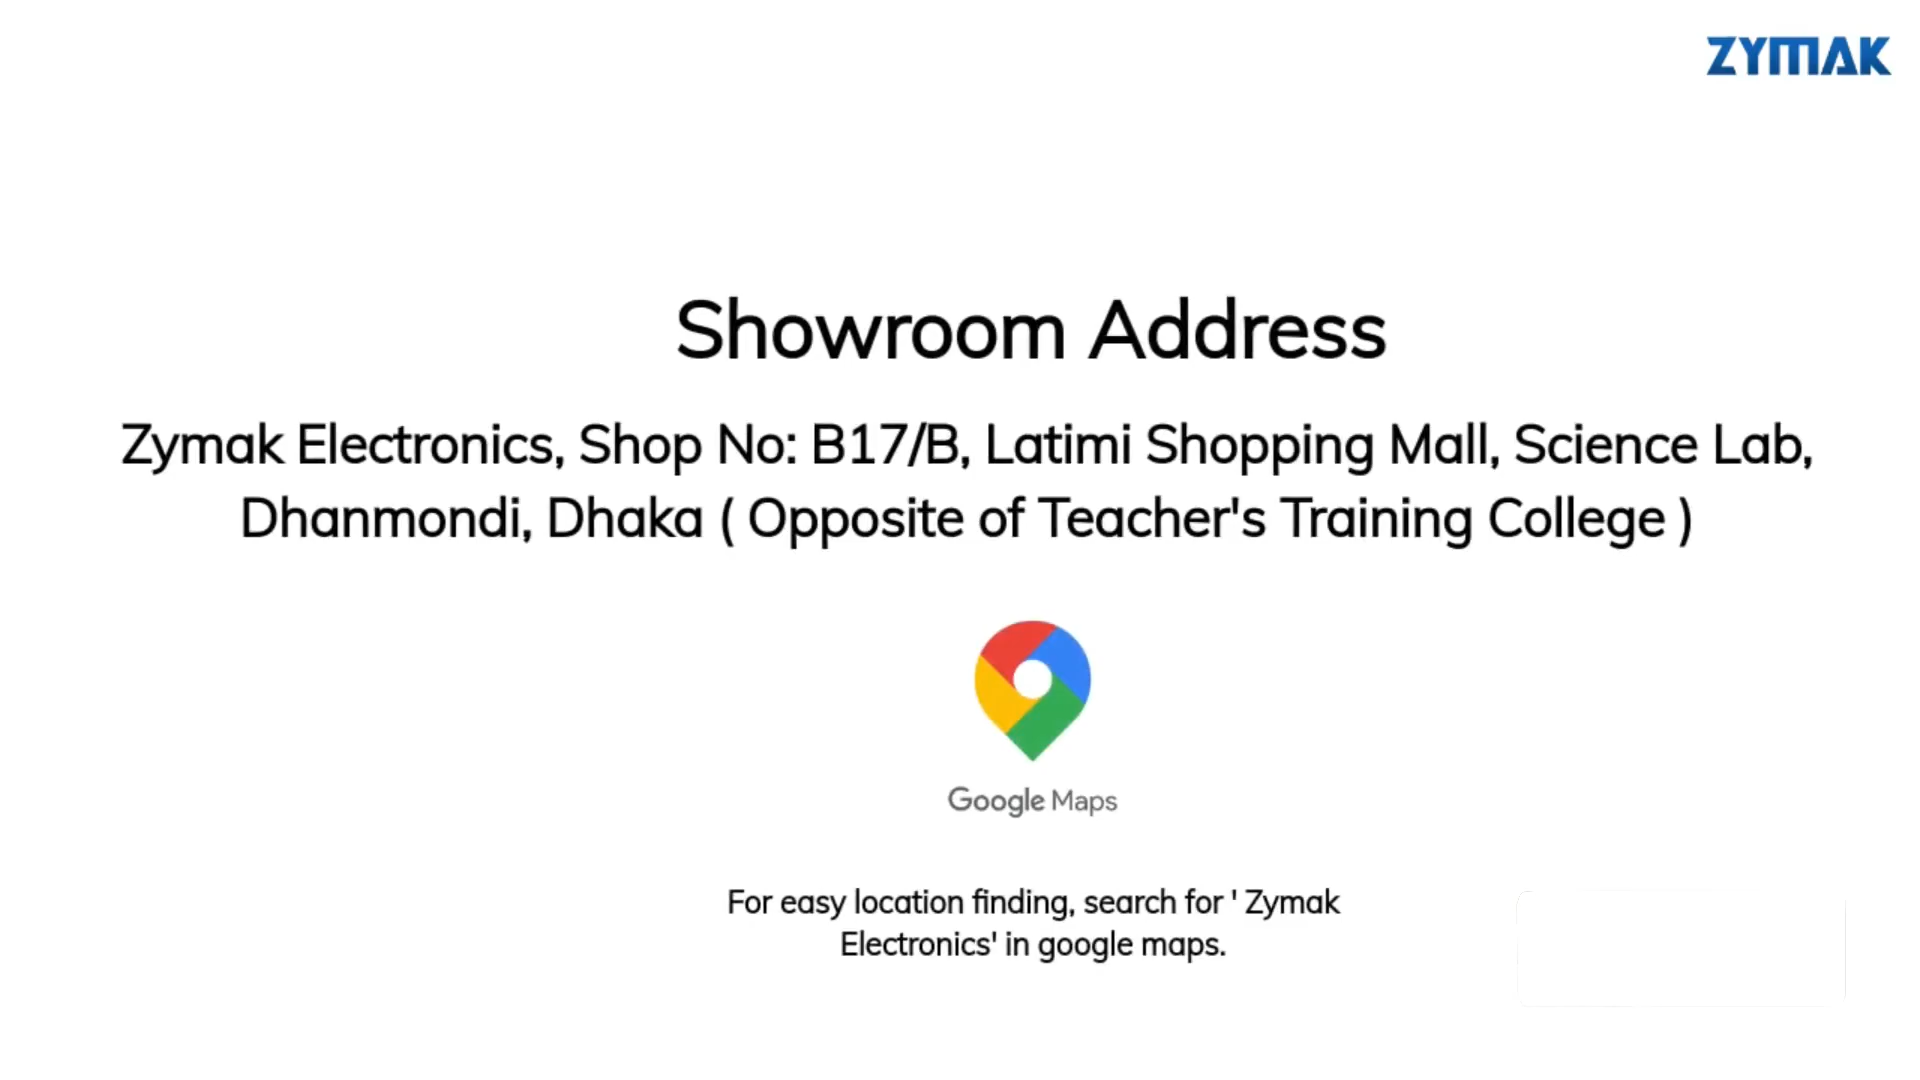 ZYMAK
Showroom Address
Zymak Electronics, Shop No: B17/B, Latimi Shopping Mall, Science Lab,
Dhanmondi, Dhaka ( Opposite of Teacher's Training College )
Google Maps
For easy location finding, search for ' Zymak
Electronics' in google maps.